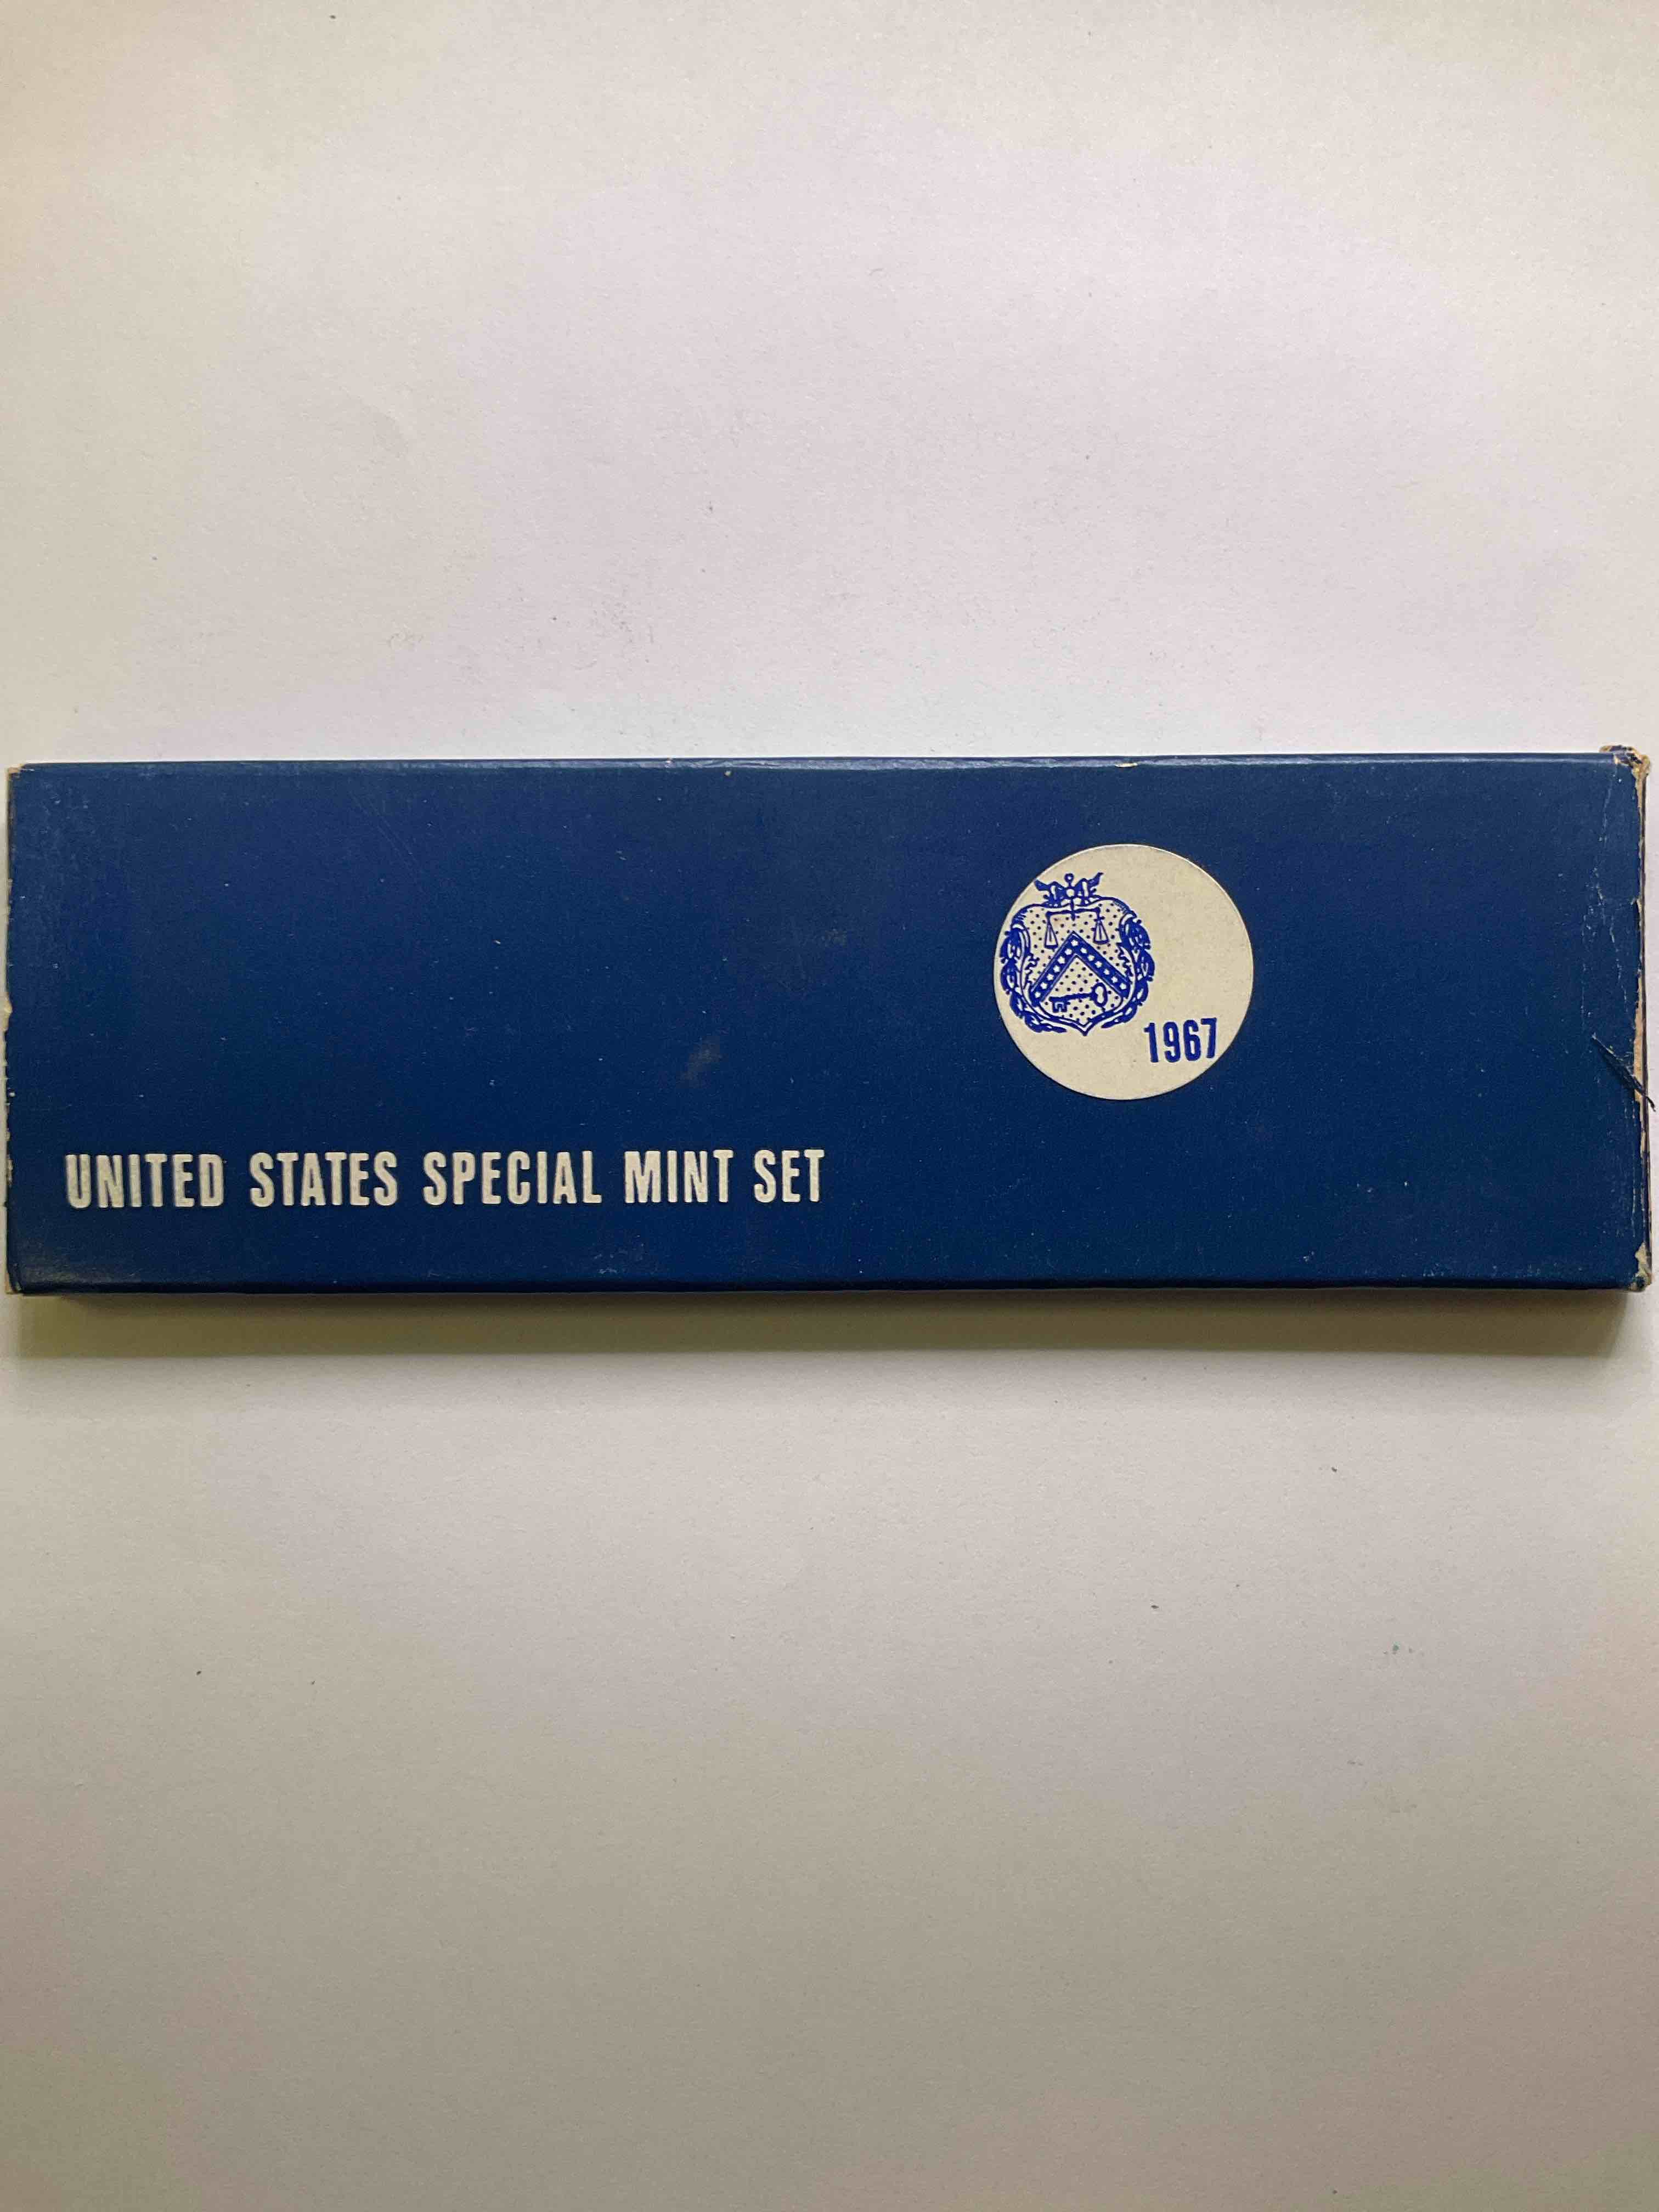 1967
UNITED STATES SPECIAL MINT SET